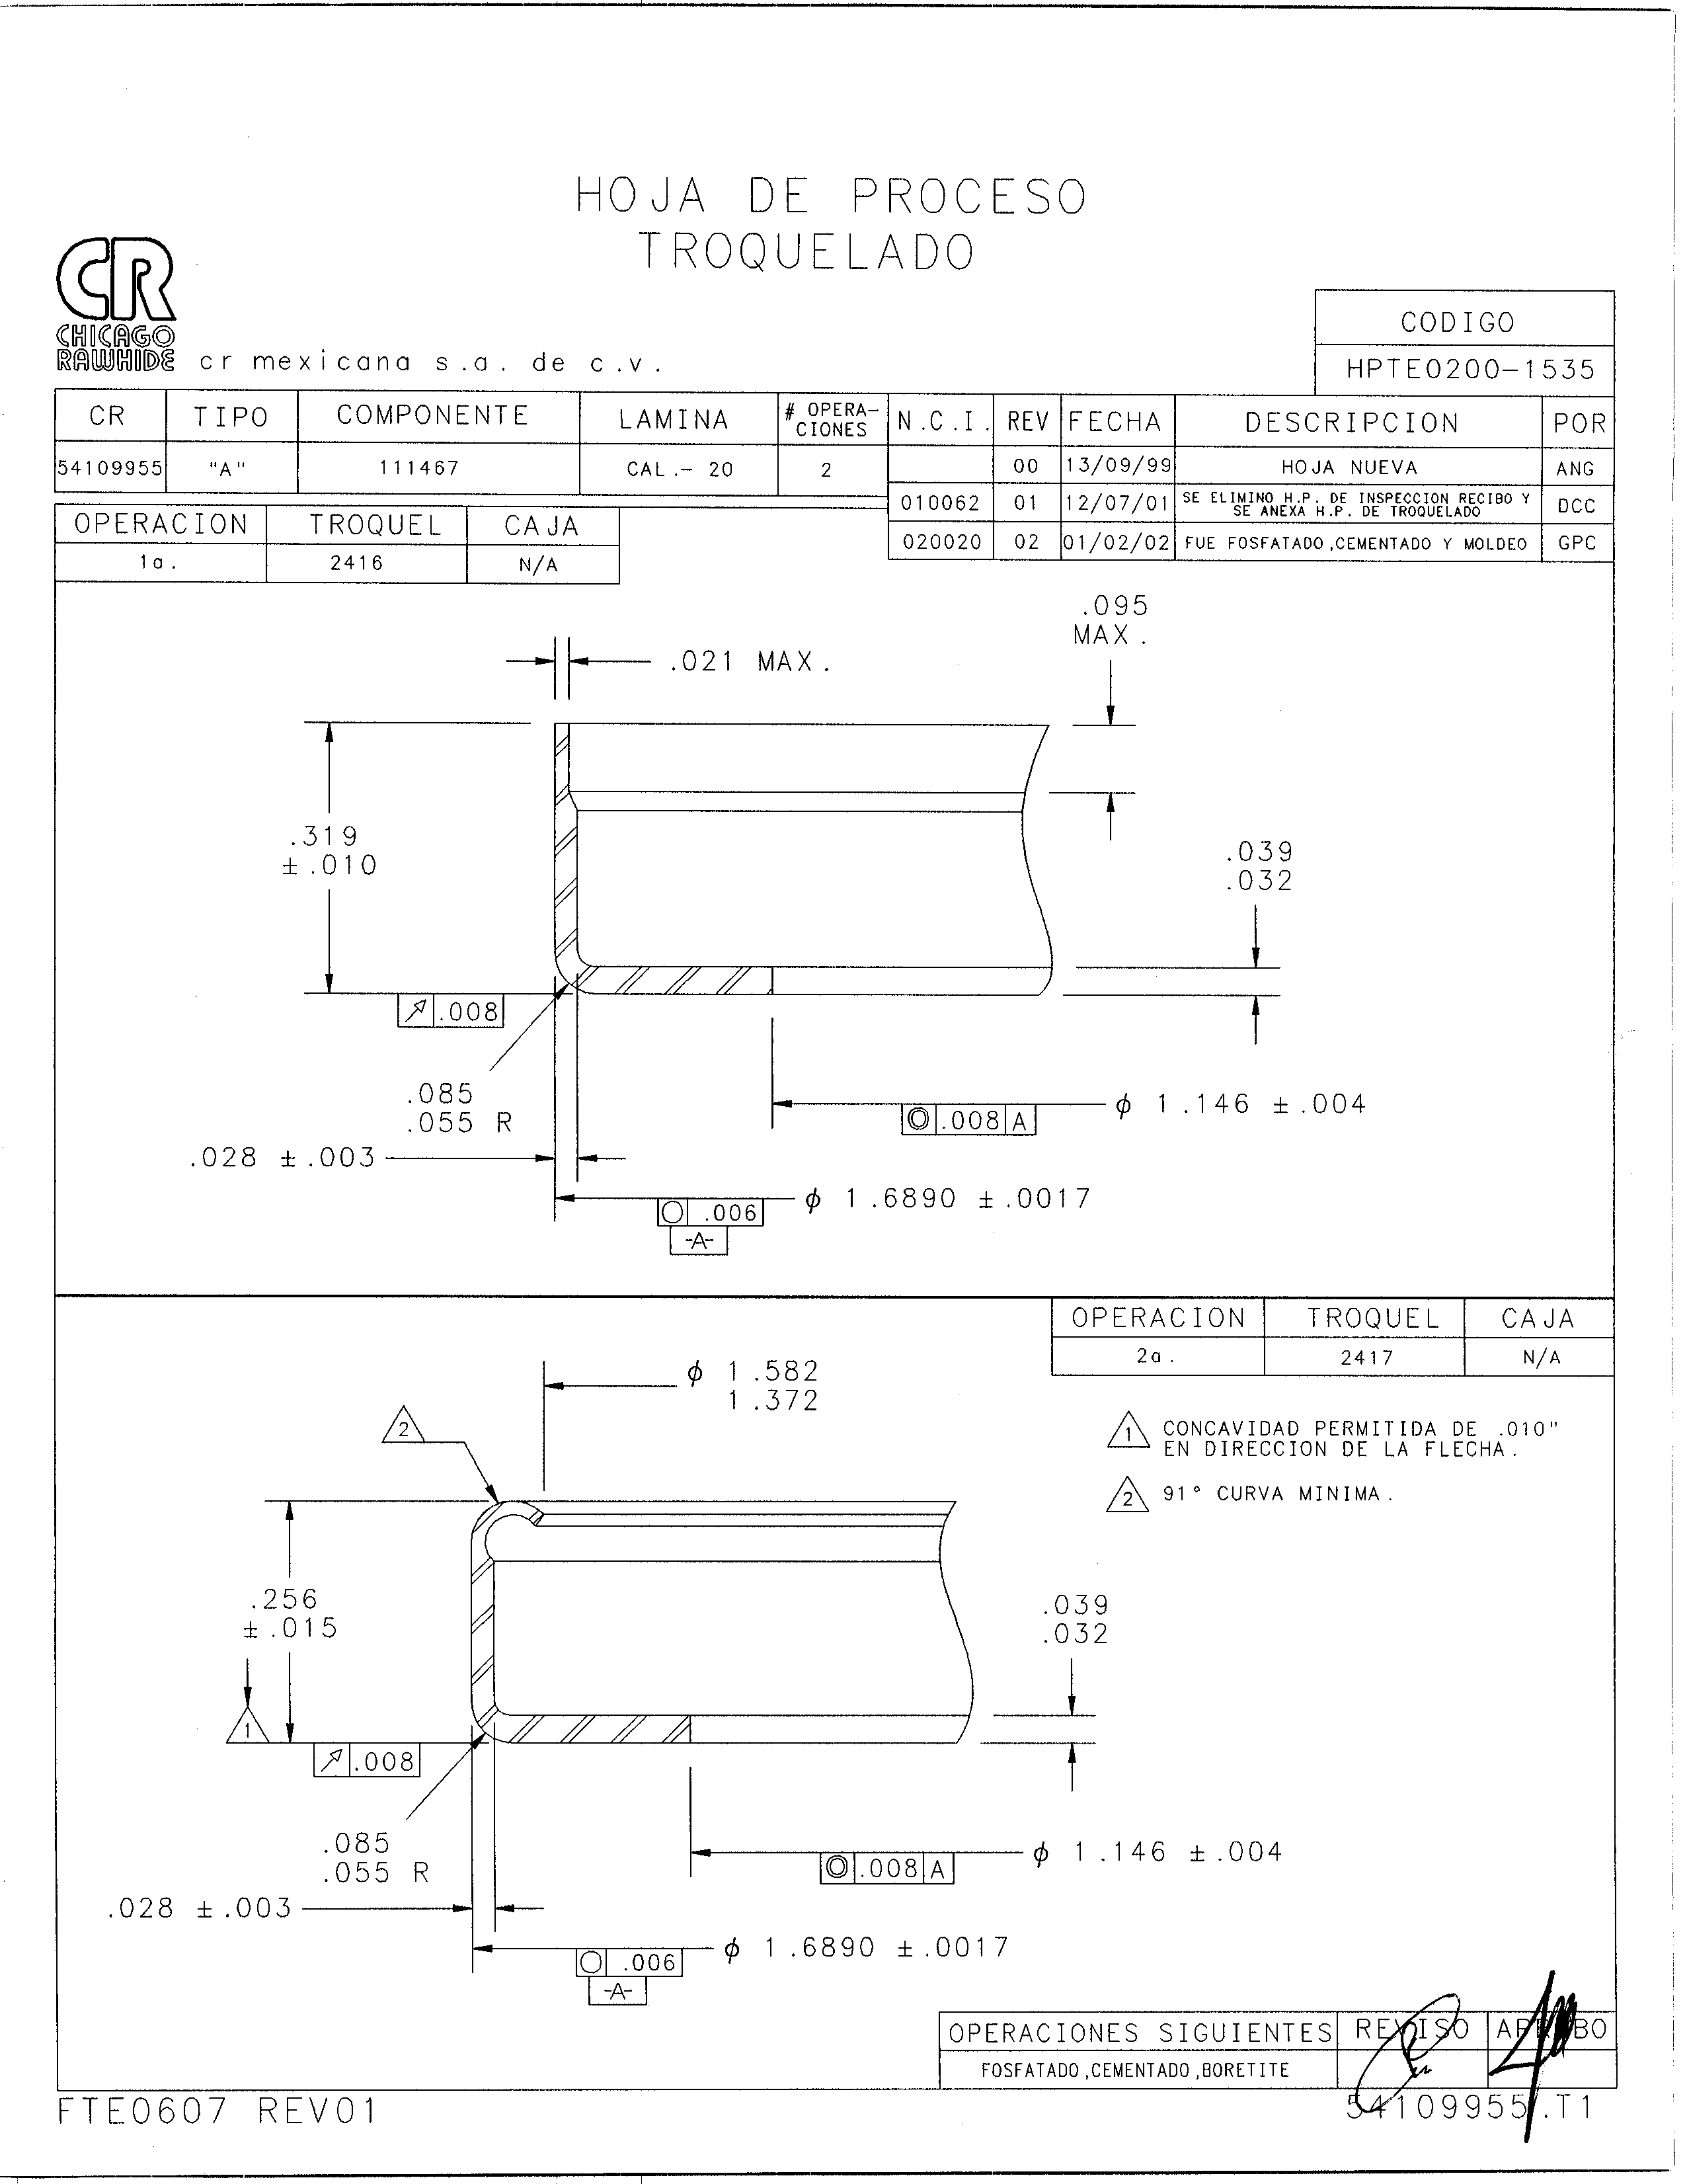 HOJA DE PROCESO
TROQUELADO
CR
CHICAGO
RAWHIDE
cr mexicana s.a. de c.v.
CODIGO
HPTE0200-1535
CR TIPO COMPONENTE LAMINA # OPERA-CIONES N.C.I. REV FECHA DESCRIPCION POR
54109955 "A" 111467 CAL.- 20 2 00 13/09/99 HOJA NUEVA ANG
010062 01 12/07/01 SE ELIMINO H.P. DE INSPECCION RECIBO Y
SE ANEXA H.P. DE TROQUELADO DCC
020020 02 01/02/02 FUE FOSFATADO,CEMENTADO Y MOLDEO GPC
OPERACION TROQUEL CAJA
1a. 2416 N/A
.095
MAX.
.021 MAX.
.319
±.010
.039
.032
.008
.085
.055 R
.008 A
φ 1.146 ±.004
.028 ±.003
φ 1.6890 ±.0017
.006
-A-
OPERACION TROQUEL CAJA
2a. 2417 N/A
φ 1.582
1.372
2
1 CONCAVIDAD PERMITIDA DE .010"
EN DIRECCION DE LA FLECHA.
2 91° CURVA MINIMA.
.256
±.015
.039
.032
1
.008
.085
.055 R
.008 A
φ 1.146 ±.004
.028 ±.003
φ 1.6890 ±.0017
.006
-A-
OPERACIONES SIGUIENTES REVISO APROBO
FOSFATADO,CEMENTADO,BORETITE
FTE0607 REV01
54109955.T1